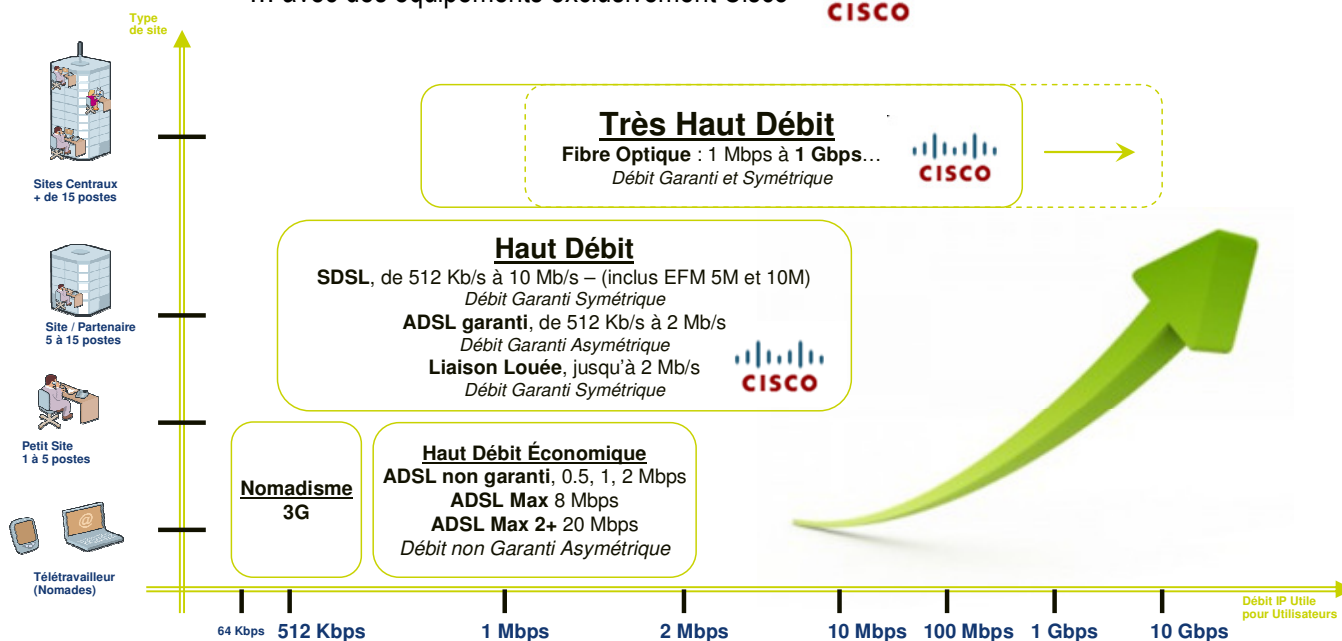 ... avec des équipements exclusivement Cisco
CISCO
Type
de site
Très Haut Débit
Fibre Optique : 1 Mbps à 1 Gbps…
Débit Garanti et Symétrique
CISCO
Sites Centraux
+ de 15 postes
Haut Débit
SDSL, de 512 Kb/s à 10 Mb/s – (inclus EFM 5M et 10M)
Débit Garanti Symétrique
ADSL garanti, de 512 Kb/s à 2 Mb/s
Débit Garanti Asymétrique
Liaison Louée, jusqu’à 2 Mb/s
Débit Garanti Symétrique
CISCO
Site / Partenaire
5 à 15 postes
Petit Site
1 à 5 postes
Nomadisme
3G
Haut Débit Économique
ADSL non garanti, 0.5, 1, 2 Mbps
ADSL Max 8 Mbps
ADSL Max 2+ 20 Mbps
Débit non Garanti Asymétrique
@
Télétravailleur
(Nomades)
Débit IP Utile
pour Utilisateurs
64 Kbps 512 Kbps 1 Mbps 2 Mbps 10 Mbps 100 Mbps 1 Gbps 10 Gbps